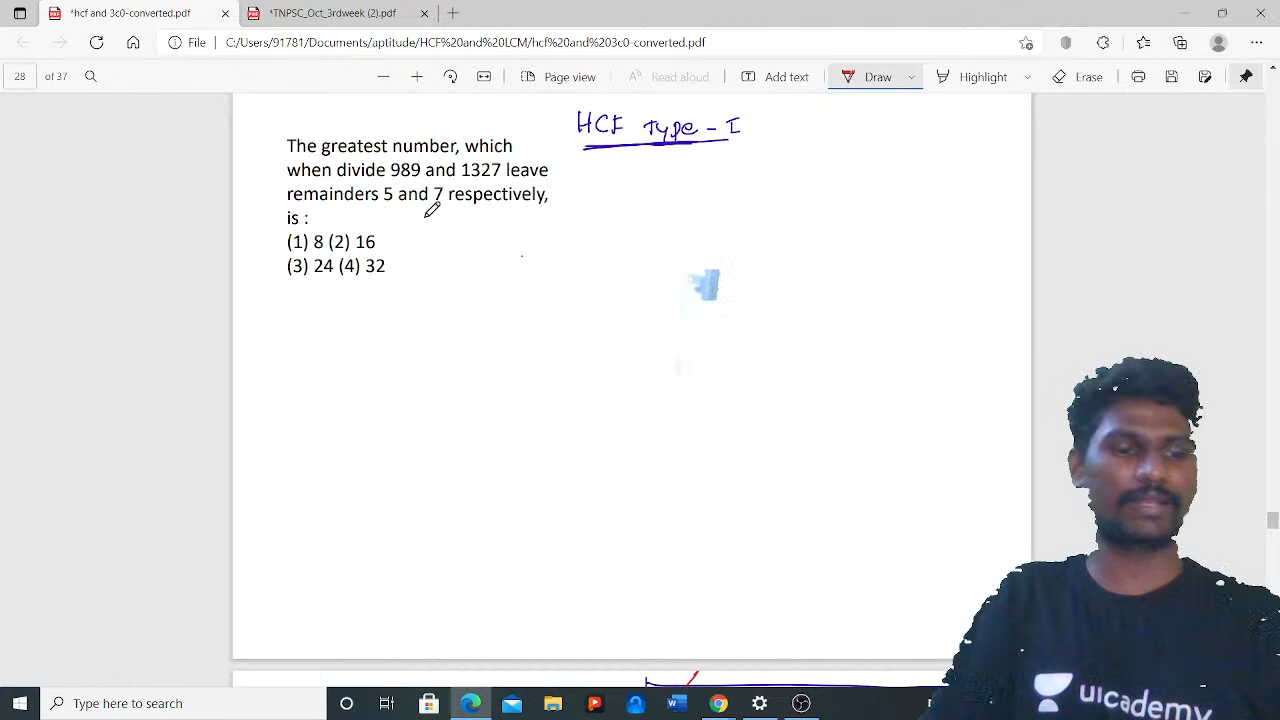 *hcf and 3c0-converted.pdf
*TNPSC_Oct_3rdweek (2).pdf
File
C:/Users/91781/Documents/aptitude/HCF%20and%20LCM/hcf%20and%203c0-converted.pdf
28 of 37
Page view
Read aloud
Add text
Draw
Highlight
Erase
HCF Type - I
The greatest number, which
when divide 989 and 1327 leave
remainders 5 and 7 respectively,
is :
(1) 8 (2) 16
(3) 24 (4) 32
Type here to search